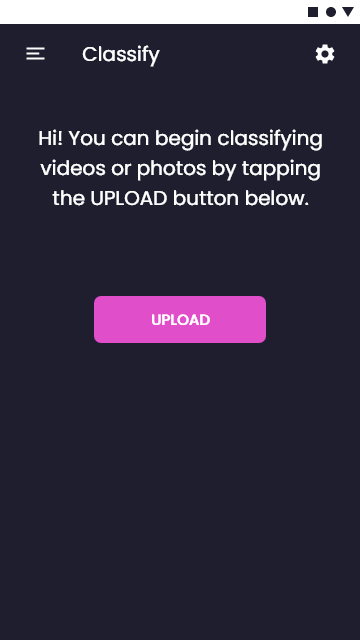 Classify
Hi! You can begin classifying
videos or photos by tapping
the UPLOAD button below.
UPLOAD